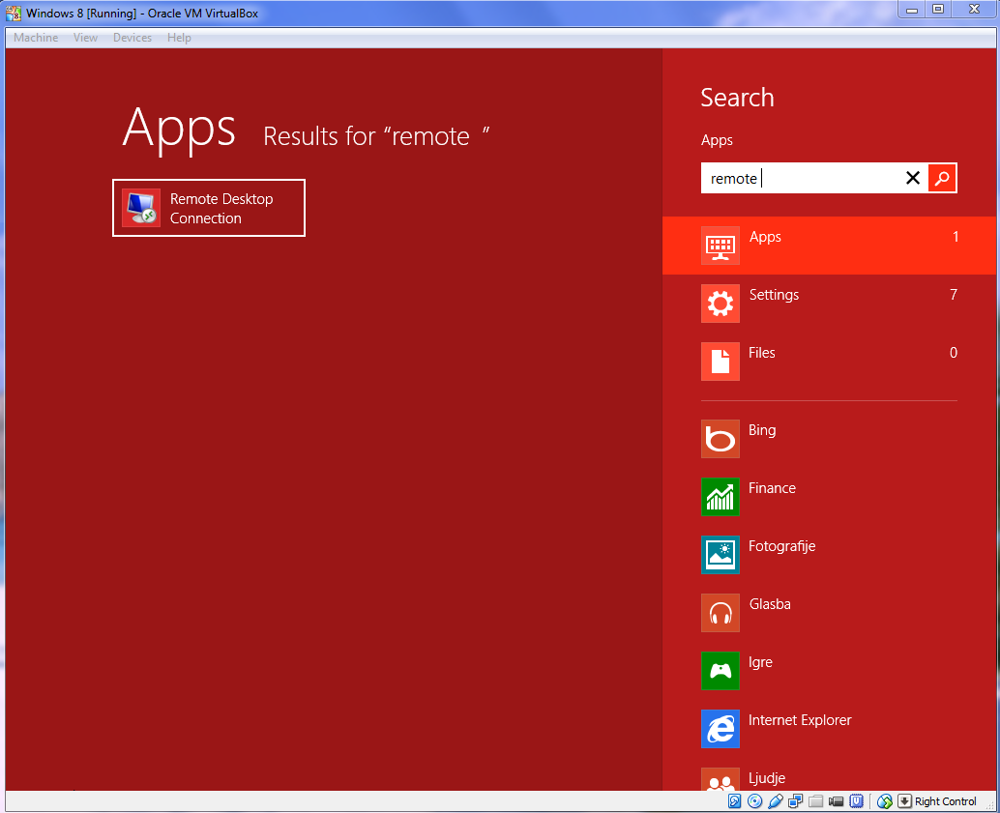 Windows 8 [Running] - Oracle VM VirtualBox
Machine View Devices Help
Apps Results for “remote ”
Remote Desktop
Connection
Search
Apps
remote
Apps 1
Settings 7
Files 0
Bing
Finance
Fotografije
Glasba
Igre
Internet Explorer
Ljudje
Right Control